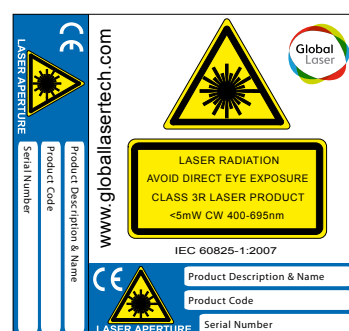 CE
LASER APERTURE
Serial Number
Product Code
Product Description & Name
www.globallasertech.com
Global
Laser
LASER RADIATION
AVOID DIRECT EYE EXPOSURE
CLASS 3R LASER PRODUCT
<5mW CW 400-695nm
IEC 60825-1:2007
CE
LASER APERTURE
Product Description & Name
Product Code
Serial Number